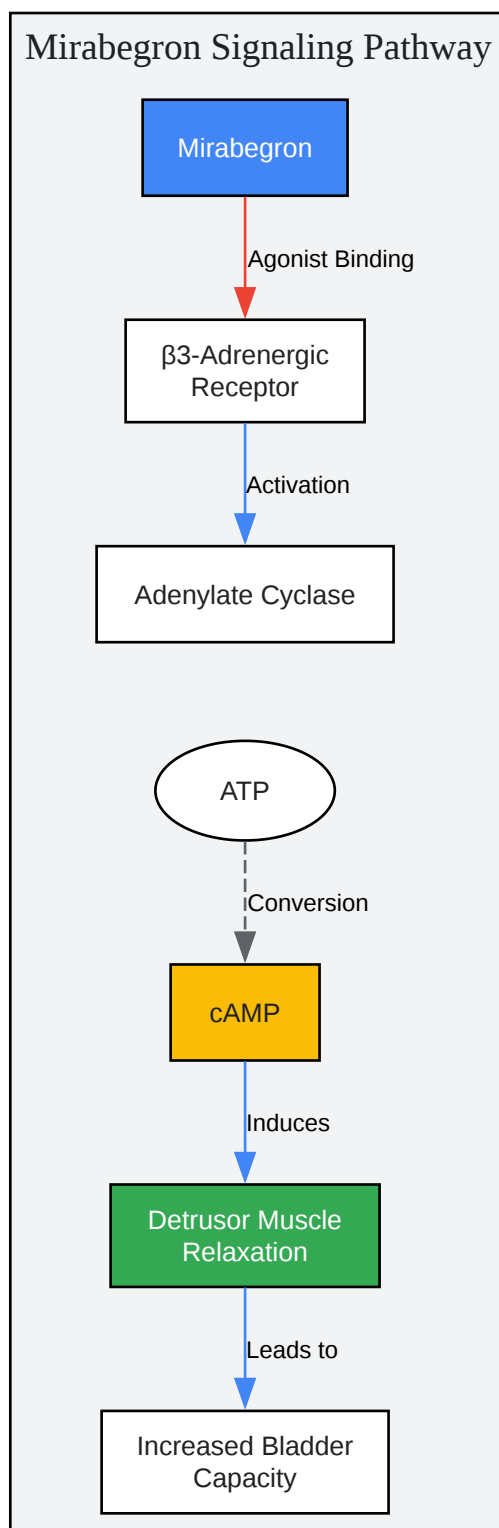 Mirabegron Signaling Pathway
Mirabegron
Agonist Binding
β3-Adrenergic
Receptor
Activation
Adenylate Cyclase
ATP
Conversion
cAMP
Induces
Detrusor Muscle
Relaxation
Leads to
Increased Bladder
Capacity